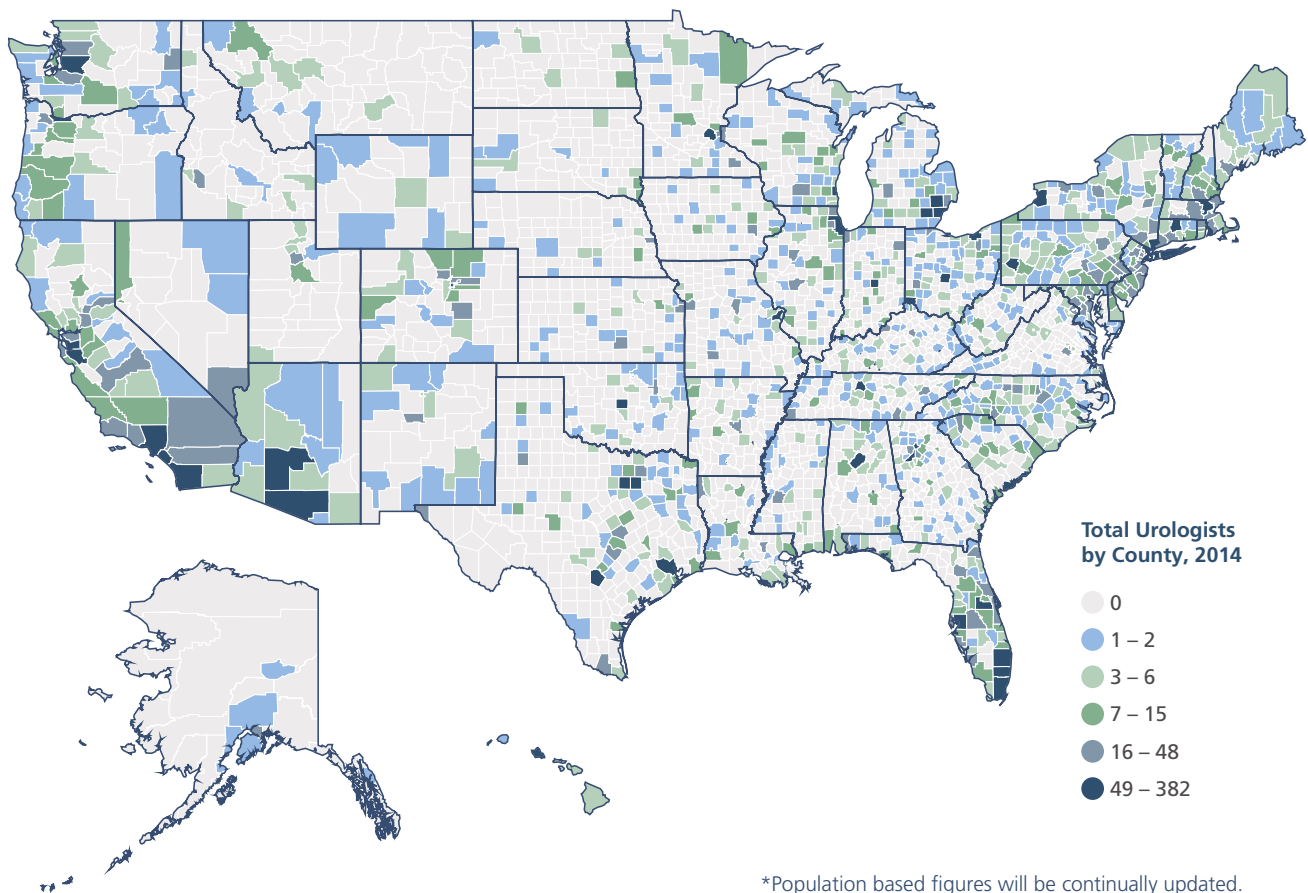 Total Urologists
by County, 2014
0
1 – 2
3 – 6
7 – 15
16 – 48
49 – 382
*Population based figures will be continually updated.